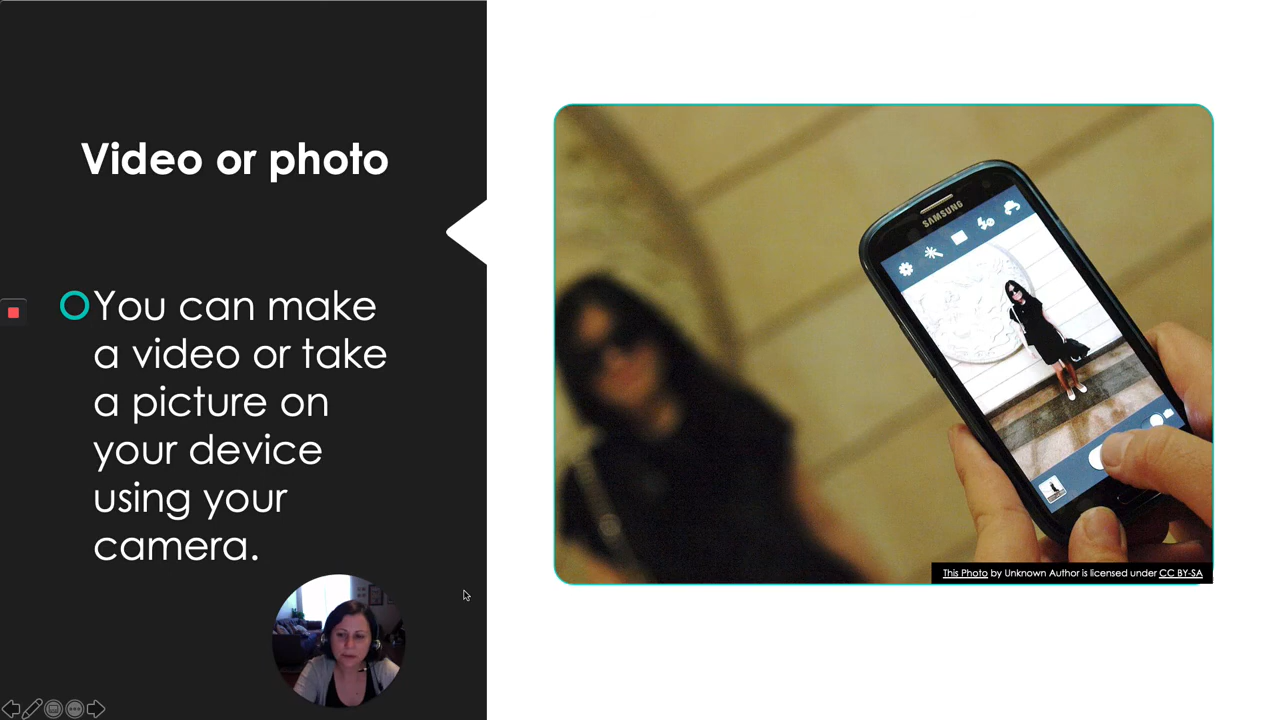 Video or photo
You can make
a video or take
a picture on
your device
using your
camera.
SAMSUNG
This Photo by Unknown Author is licensed under CC BY-SA